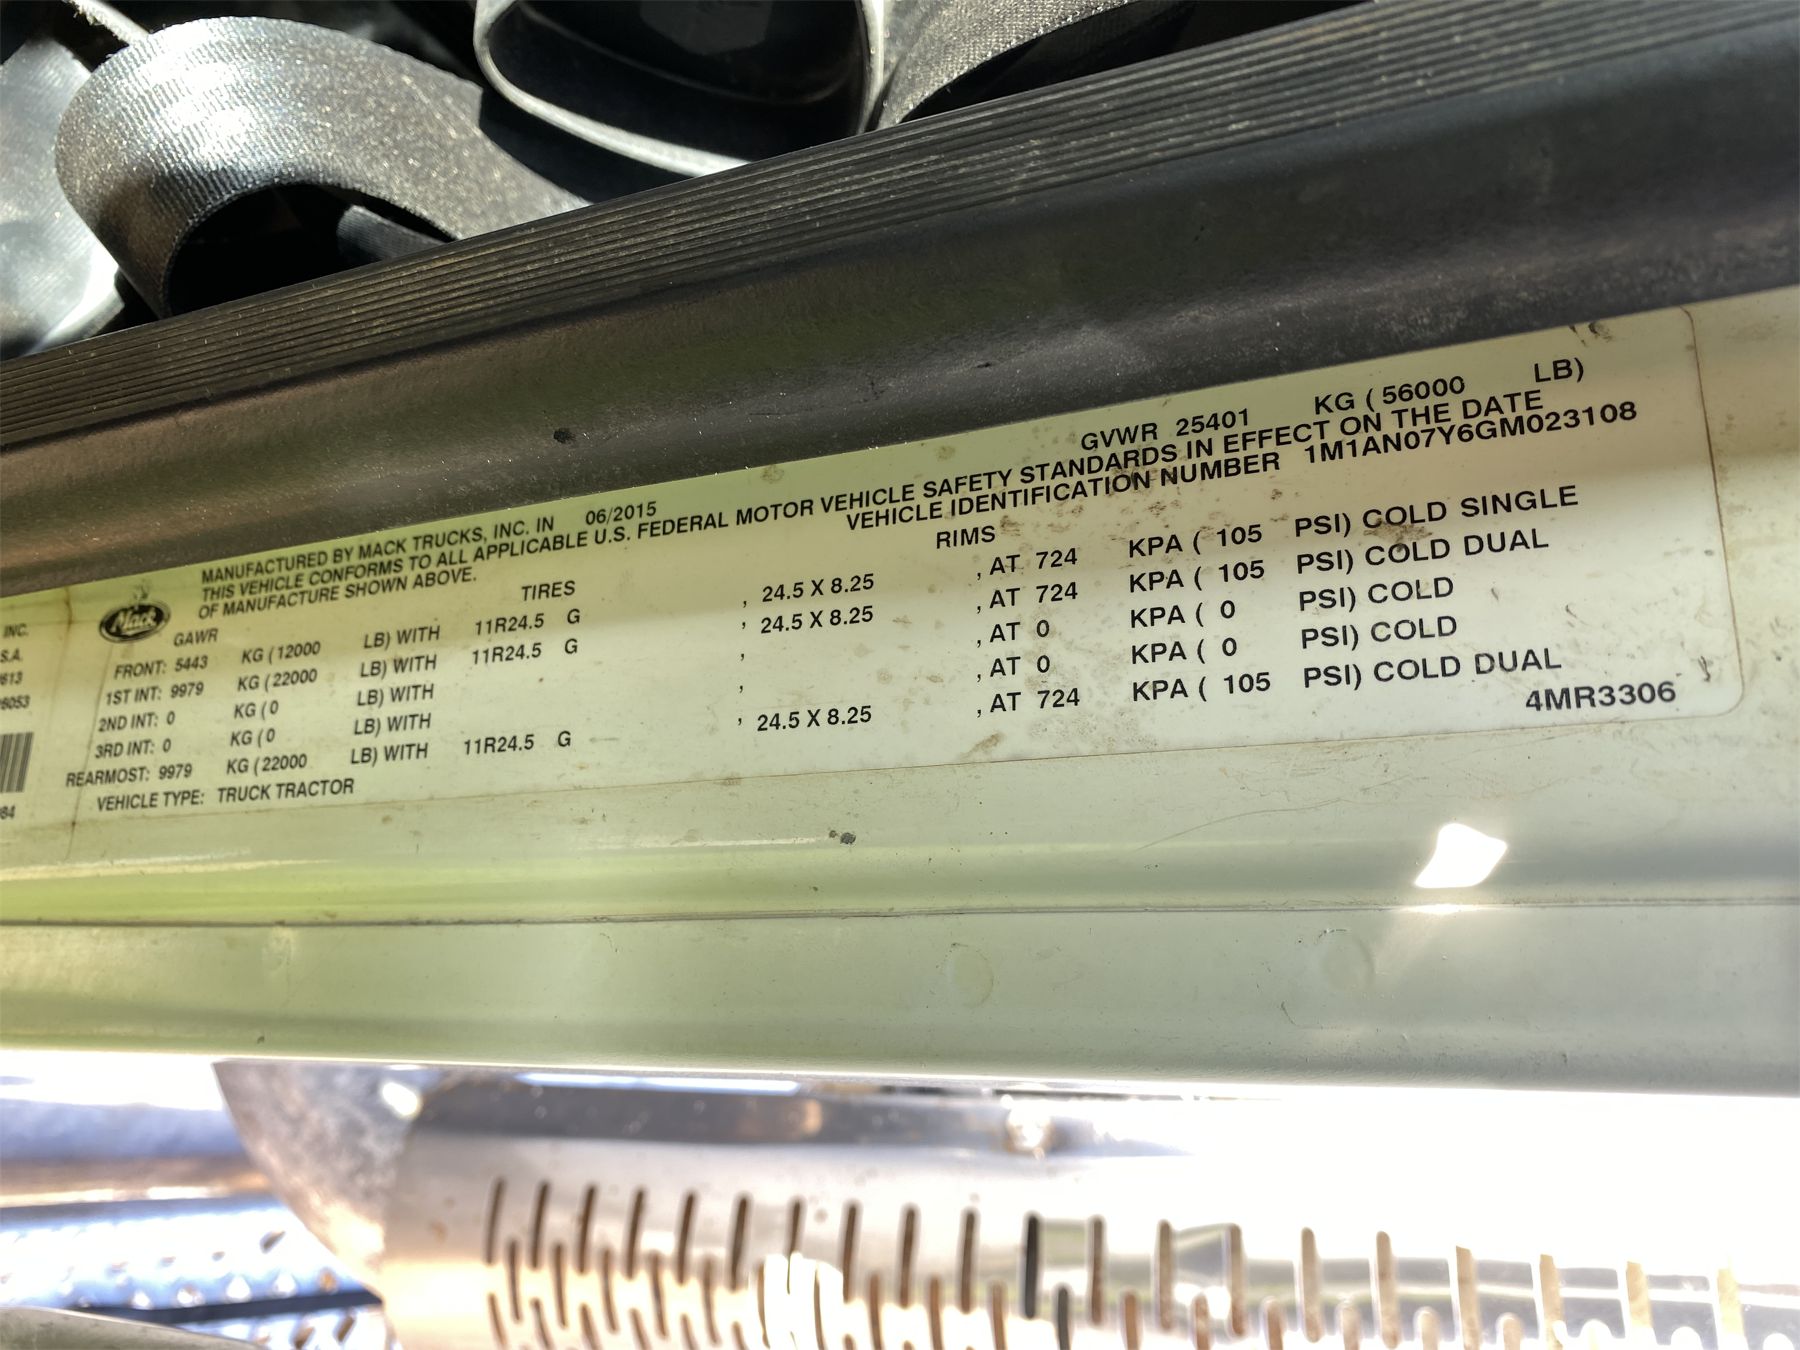 GVWR 25401 KG ( 56000 LB)
MANUFACTURED BY MACK TRUCKS, INC. IN 06/2015
THIS VEHICLE CONFORMS TO ALL APPLICABLE U.S. FEDERAL MOTOR VEHICLE SAFETY STANDARDS IN EFFECT ON THE DATE
OF MANUFACTURE SHOWN ABOVE. VEHICLE IDENTIFICATION NUMBER 1M1AN07Y6GM023108
Mack
GAWR TIRES RIMS
FRONT: 5443 KG ( 12000 LB) WITH 11R24.5 G , 24.5 X 8.25 , AT 724 KPA ( 105 PSI) COLD SINGLE
1ST INT: 9979 KG ( 22000 LB) WITH 11R24.5 G , 24.5 X 8.25 , AT 724 KPA ( 105 PSI) COLD DUAL
2ND INT: 0 KG ( 0 LB) WITH , , AT 0 KPA ( 0 PSI) COLD
3RD INT: 0 KG ( 0 LB) WITH , , AT 0 KPA ( 0 PSI) COLD
REARMOST: 9979 KG ( 22000 LB) WITH 11R24.5 G , 24.5 X 8.25 , AT 724 KPA ( 105 PSI) COLD DUAL
VEHICLE TYPE: TRUCK TRACTOR 4MR3306
INC.
S.A.